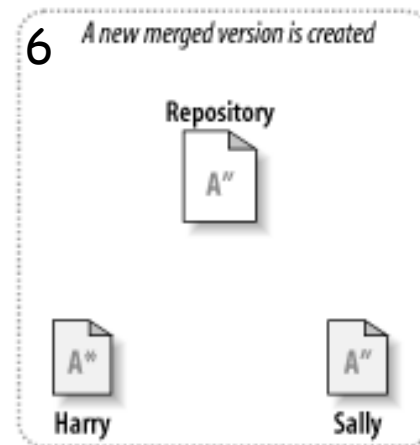 6 A new merged version is created
Repository
A″
A* A″
Harry Sally